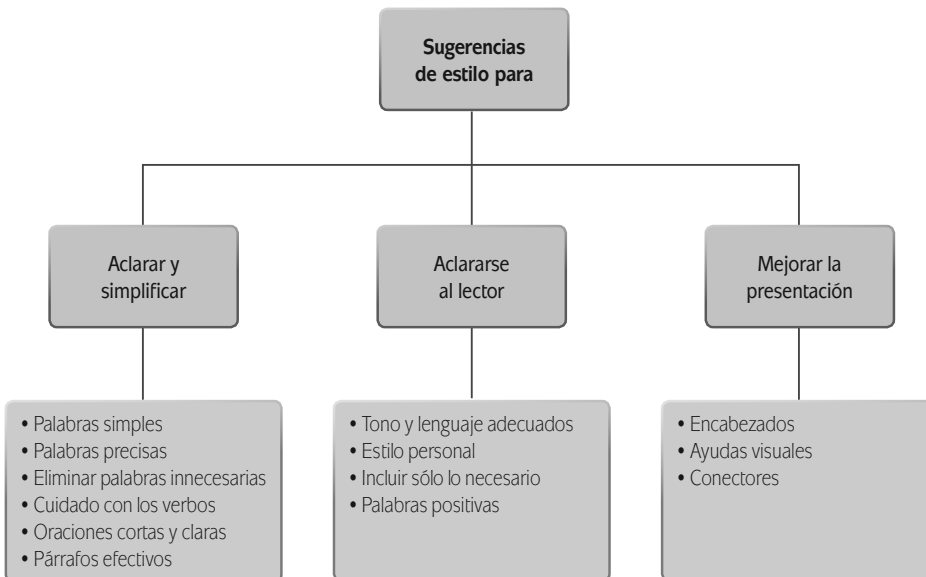 Sugerencias
de estilo para
Aclarar y
simplificar
Aclararse
al lector
Mejorar la
presentación
• Palabras simples
• Palabras precisas
• Eliminar palabras innecesarias
• Cuidado con los verbos
• Oraciones cortas y claras
• Párrafos efectivos
• Tono y lenguaje adecuados
• Estilo personal
• Incluir sólo lo necesario
• Palabras positivas
• Encabezados
• Ayudas visuales
• Conectores